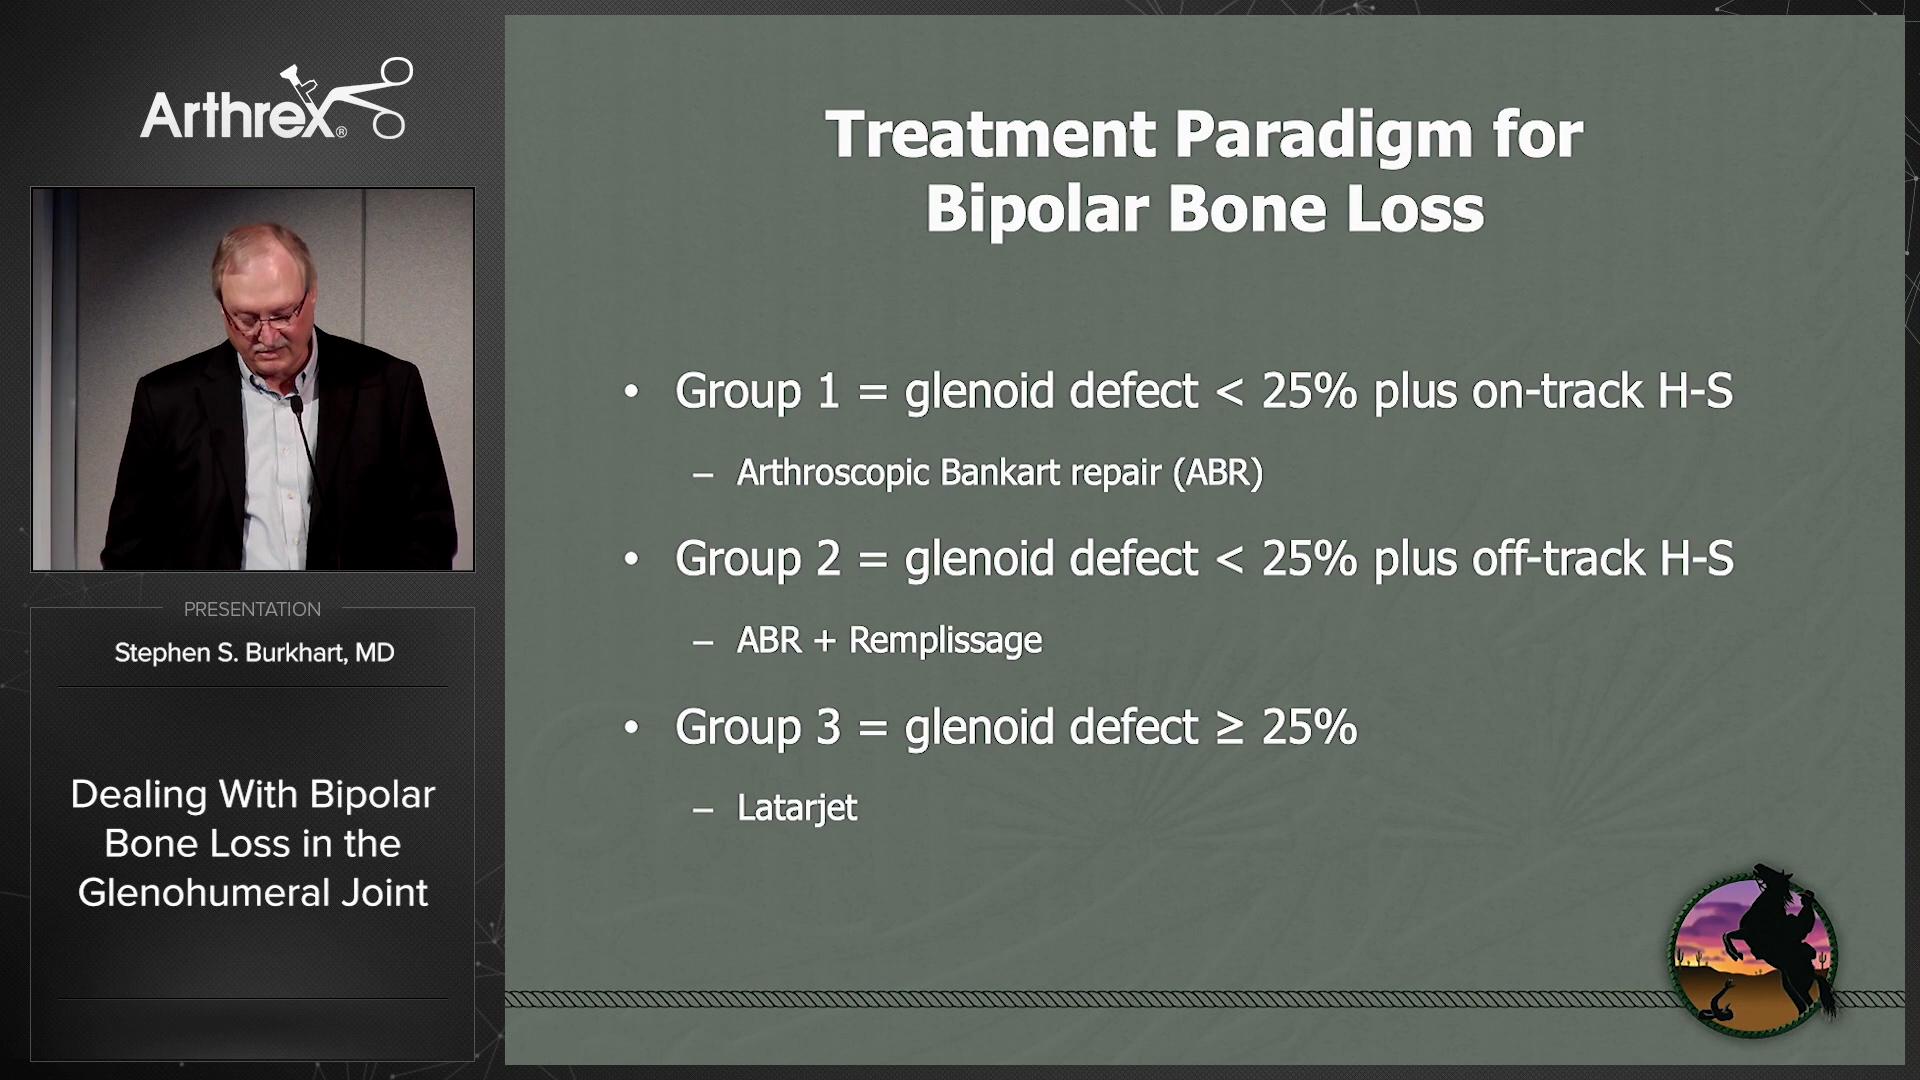 Arthrex®
PRESENTATION
Stephen S. Burkhart, MD
Dealing With Bipolar
Bone Loss in the
Glenohumeral Joint
Treatment Paradigm for
Bipolar Bone Loss
• Group 1 = glenoid defect < 25% plus on-track H-S
– Arthroscopic Bankart repair (ABR)
• Group 2 = glenoid defect < 25% plus off-track H-S
– ABR + Remplissage
• Group 3 = glenoid defect ≥ 25%
– Latarjet